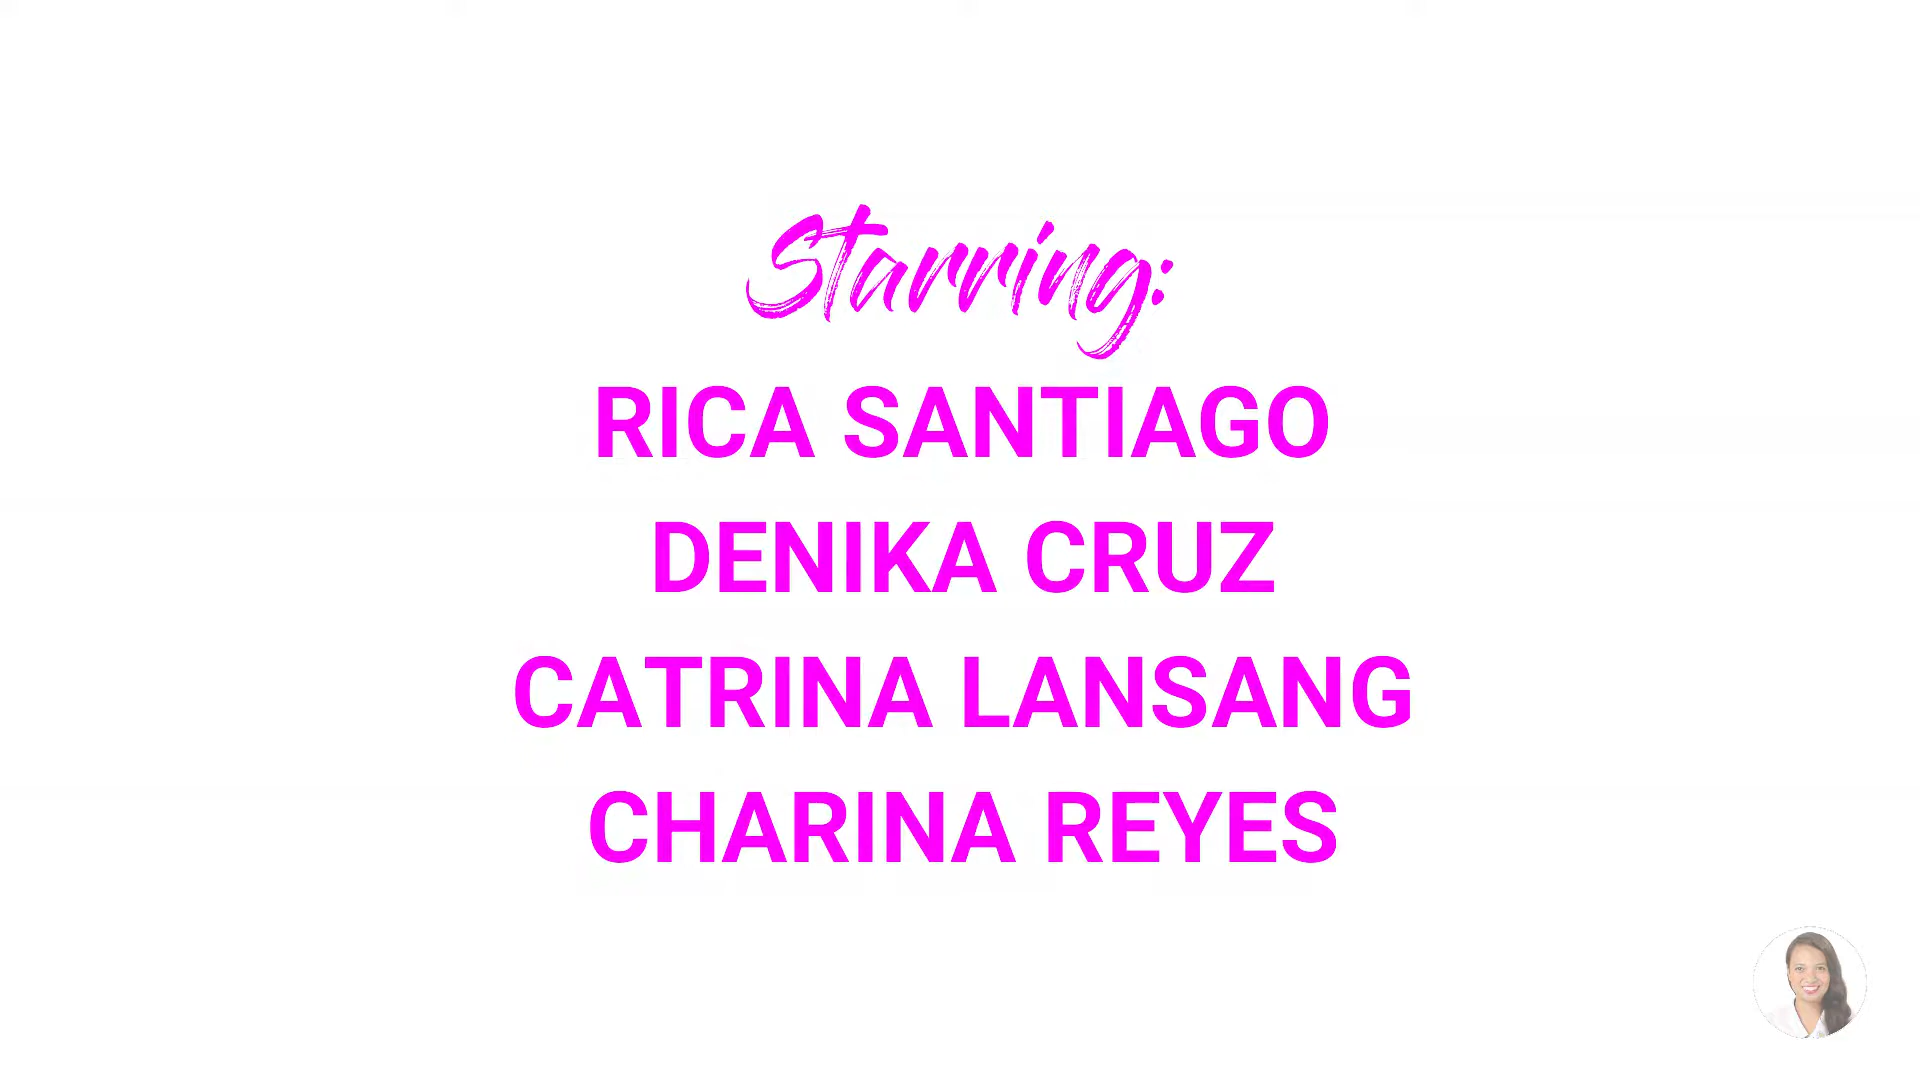 Starring:
RICA SANTIAGO
DENIKA CRUZ
CATRINA LANSANG
CHARINA REYES